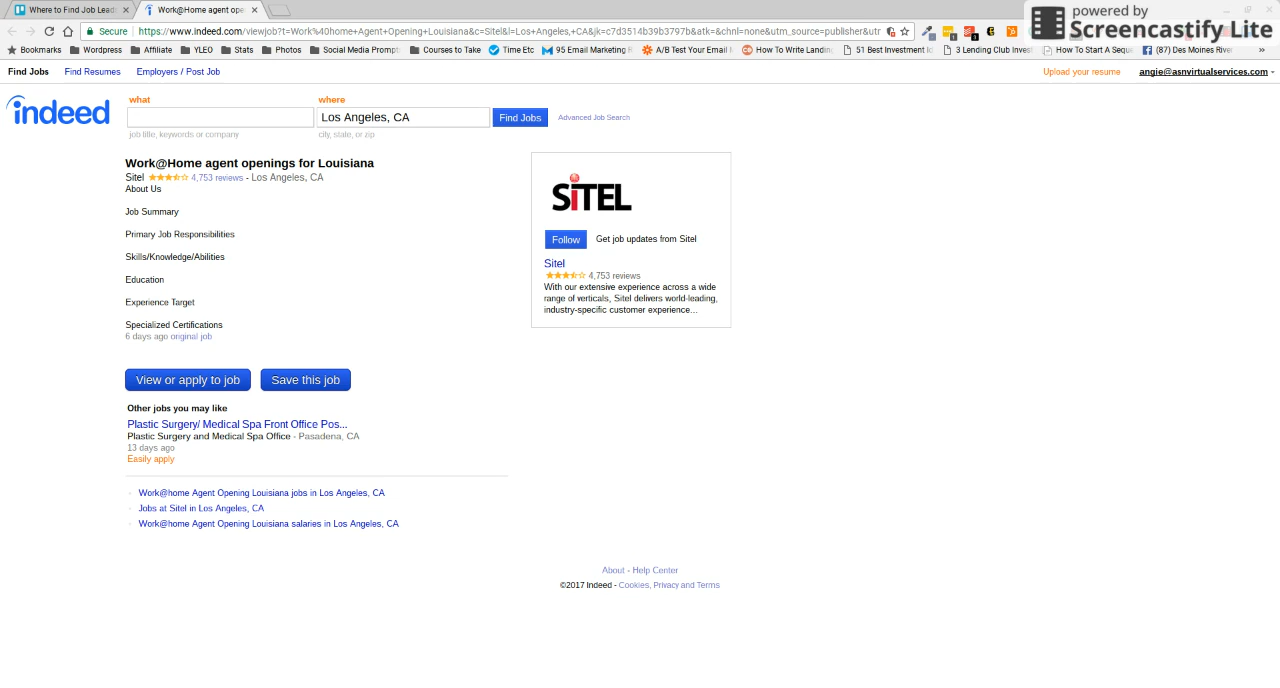 Where to Find Job Lead
Work@Home agent ope
powered by
Screencastify Lite
Secure https://www.indeed.com/viewjob?t=Work%40home+Agent+Opening+Louisiana&c=Sitel&l=Los+Angeles,+CA&jk=c7d3514b39b3797b&atk=&chnl=none&utm_source=publisher&utr
Bookmarks Wordpress Affiliate YLEO Stats Photos Social Media Prompt Courses to Take Time Etc 95 Email Marketing A/B Test Your Email How To Write Landin 51 Best Investment 3 Lending Club Inves How To Start A Sequ (87) Des Moines River »
Find Jobs Find Resumes Employers / Post Job Upload your resume angie@asnvirtualservices.com
indeed
what where
Los Angeles, CA Find Jobs Advanced Job Search
job title, keywords or company city, state, or zip
Work@Home agent openings for Louisiana
Sitel 4,753 reviews - Los Angeles, CA
About Us
Job Summary
Primary Job Responsibilities
Skills/Knowledge/Abilities
Education
Experience Target
Specialized Certifications
6 days ago original job
View or apply to job Save this job
SiTEL
Follow Get job updates from Sitel
Sitel
4,753 reviews
With our extensive experience across a wide
range of verticals, Sitel delivers world-leading,
industry-specific customer experience...
Other jobs you may like
Plastic Surgery/ Medical Spa Front Office Pos...
Plastic Surgery and Medical Spa Office - Pasadena, CA
13 days ago
Easily apply
Work@home Agent Opening Louisiana jobs in Los Angeles, CA
Jobs at Sitel in Los Angeles, CA
Work@home Agent Opening Louisiana salaries in Los Angeles, CA
About - Help Center
©2017 Indeed - Cookies, Privacy and Terms